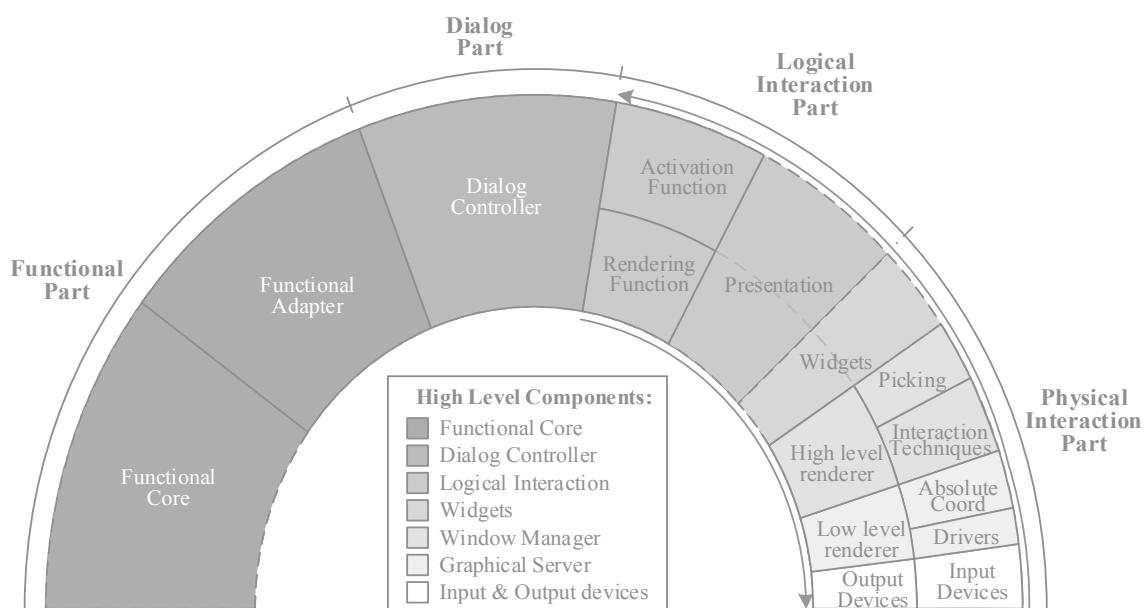 Dialog
Part
Logical
Interaction
Part
Functional
Part
Physical
Interaction
Part
Functional
Core
Functional
Adapter
Dialog
Controller
Activation
Function
Rendering
Function
Presentation
Widgets
Picking
Interaction
Techniques
High level
renderer
Absolute
Coord
Low level
renderer
Drivers
Output
Devices
Input
Devices
High Level Components:
Functional Core
Dialog Controller
Logical Interaction
Widgets
Window Manager
Graphical Server
Input & Output devices